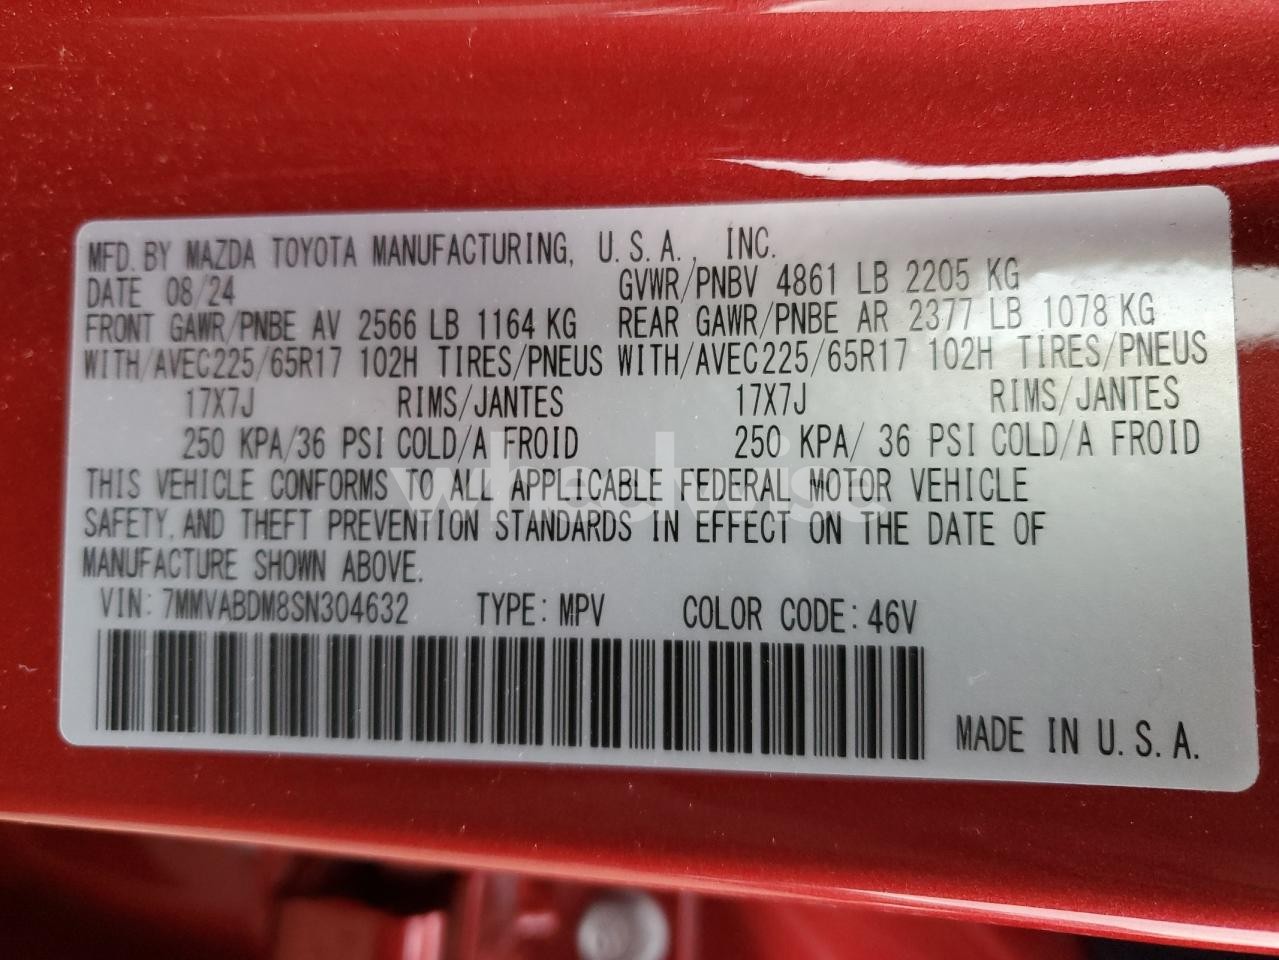 MFD. BY MAZDA TOYOTA MANUFACTURING, U.S.A., INC.
DATE 08/24 GVWR/PNBV 4861 LB 2205 KG
FRONT GAWR/PNBE AV 2566 LB 1164 KG REAR GAWR/PNBE AR 2377 LB 1078 KG
WITH/AVEC225/65R17 102H TIRES/PNEUS WITH/AVEC225/65R17 102H TIRES/PNEUS
17X7J RIMS/JANTES 17X7J RIMS/JANTES
250 KPA/36 PSI COLD/A FROID 250 KPA/ 36 PSI COLD/A FROID
wheelwise
THIS VEHICLE CONFORMS TO ALL APPLICABLE FEDERAL MOTOR VEHICLE
SAFETY, AND THEFT PREVENTION STANDARDS IN EFFECT ON THE DATE OF
MANUFACTURE SHOWN ABOVE.
VIN: 7MMVABDM8SN304632 TYPE: MPV COLOR CODE: 46V
MADE IN U.S.A.